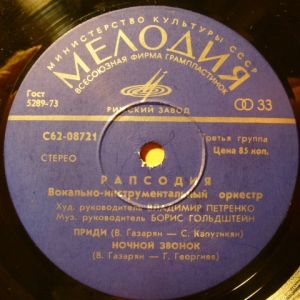 МИНИСТЕРСТВО КУЛЬТУРЫ СССР
МЕЛОДИЯ
ВСЕСОЮЗНАЯ ФИРМА ГРАМПЛАСТИНОК
Гост
5289-73
33
РИЖСКИЙ ЗАВОД
С62-08721
третья группа
СТЕРЕО
Цена 85 коп.
РАПСОДИЯ
Вокально-инструментальный оркестр
Худ. руководитель ВЛАДИМИР ПЕТРЕНКО
Муз. руководитель БОРИС ГОЛЬДШТЕЙН
ПРИДИ (В. Газарян — С. Капутикян)
НОЧНОЙ ЗВОНОК
(В. Газарян — Г. Георгиев)